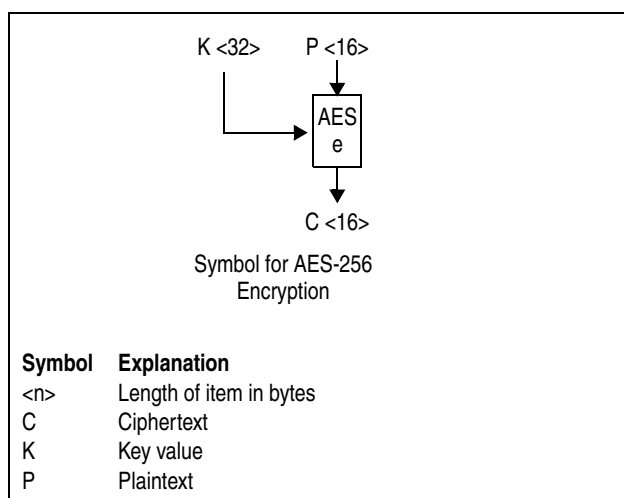 K <32> P <16>
AES
e
C <16>
Symbol for AES-256
Encryption
Symbol Explanation
<n> Length of item in bytes
C Ciphertext
K Key value
P Plaintext